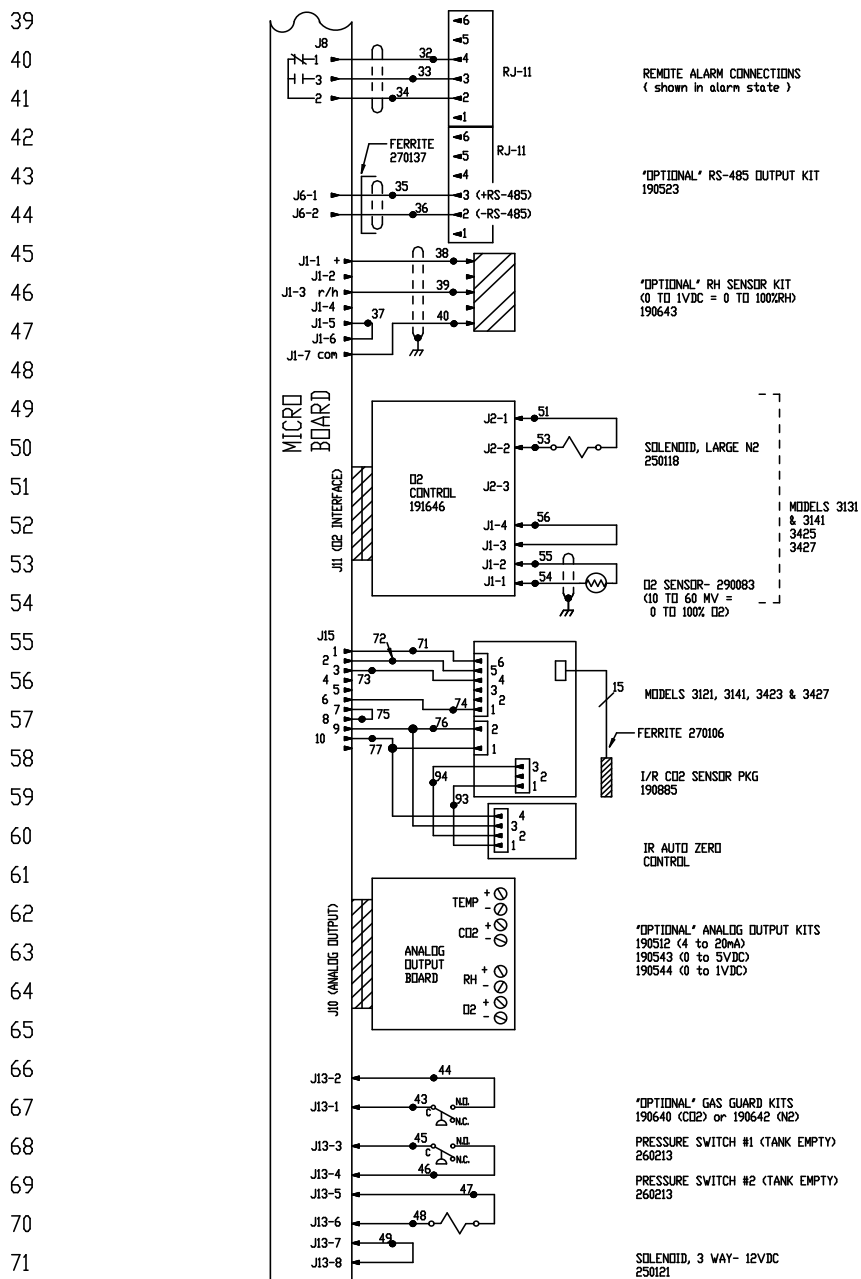 39
6
5
J8
40
1
32
4
REMOTE ALARM CONNECTIONS
3
33
3
RJ-11
( shown in alarm state )
41
2
34
2
1
42
6
FERRITE
270137
5
RJ-11
43
4
"OPTIONAL" RS-485 OUTPUT KIT
190523
J6-1
35
3 (+RS-485)
44
J6-2
36
2 (-RS-485)
1
45
J1-1 +
38
J1-2
"OPTIONAL" RH SENSOR KIT
(0 TO 1VDC = 0 TO 100%RH)
190643
46
J1-3 r/h
39
J1-4
47
J1-5
37
40
J1-6
J1-7 com
48
49
MICRO
BOARD
J2-1
51
50
J2-2
53
SOLENOID, LARGE N2
250118
51
O2
CONTROL
191646
J2-3
J11 (O2 INTERFACE)
52
J1-4
56
MODELS 3131
& 3141
3425
3427
J1-3
53
J1-2
55
J1-1
54
O2 SENSOR- 290083
(10 TO 60 MV =
0 TO 100% O2)
54
55
J15
1
72
71
6
2
5
56
3
4
4
73
3
5
2
6
74
1
15
MODELS 3121, 3141, 3423 & 3427
57
7
75
8
9
76
2
FERRITE 270106
10
77
1
58
94
3
2
1
I/R CO2 SENSOR PKG
190885
59
93
4
3
60
2
1
IR AUTO ZERO
CONTROL
61
62
TEMP + -
CO2 + -
"OPTIONAL" ANALOG OUTPUT KITS
190512 (4 to 20mA)
190543 (0 to 5VDC)
190544 (0 to 1VDC)
63
ANALOG
OUTPUT
BOARD
J10 (ANALOG OUTPUT)
RH + -
64
O2 + -
65
66
J13-2
44
67
J13-1
43
C
N.O.
N.C.
"OPTIONAL" GAS GUARD KITS
190640 (CO2) or 190642 (N2)
68
J13-3
45
C
N.O.
N.C.
PRESSURE SWITCH #1 (TANK EMPTY)
260213
J13-4
46
69
J13-5
47
PRESSURE SWITCH #2 (TANK EMPTY)
260213
70
J13-6
48
J13-7
49
71
J13-8
SOLENOID, 3 WAY- 12VDC
250121